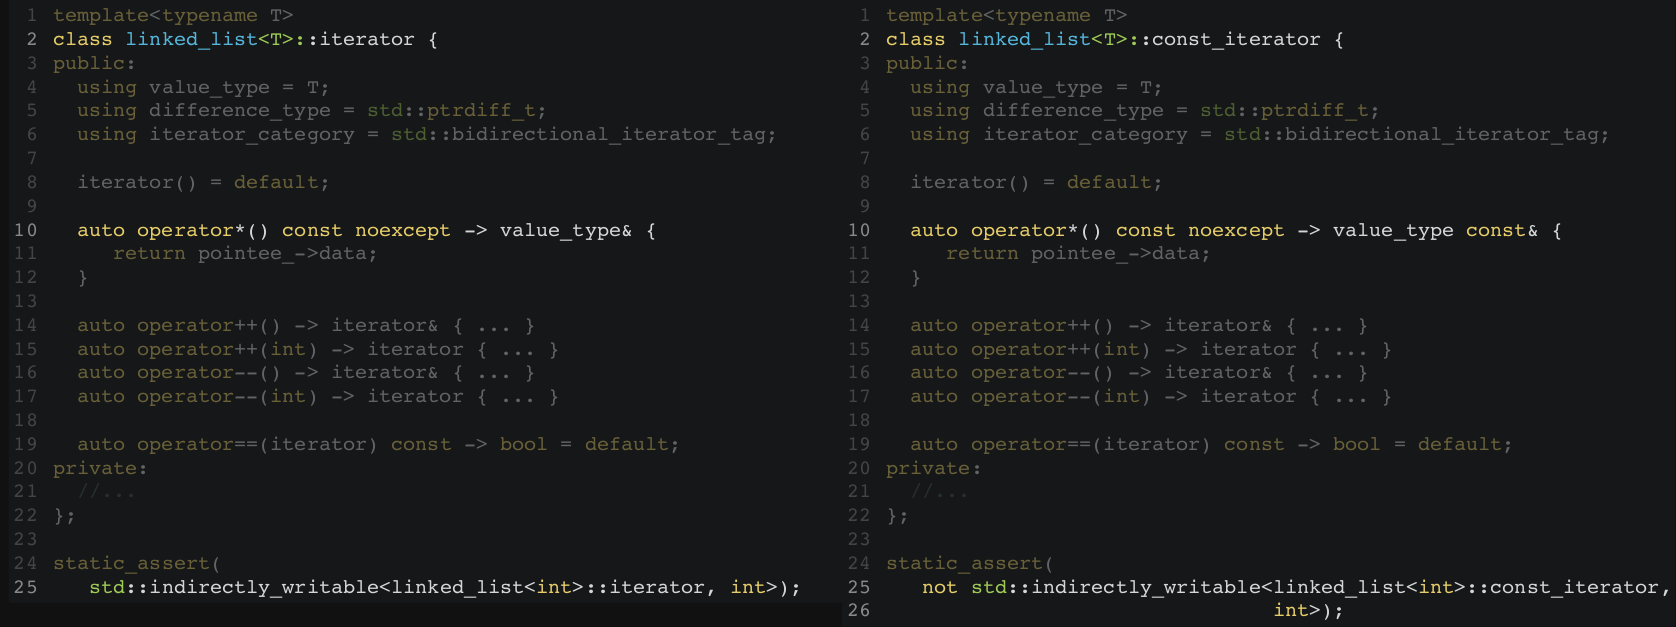 1 template<typename T>
2 class linked_list<T>::iterator {
3 public:
4   using value_type = T;
5   using difference_type = std::ptrdiff_t;
6   using iterator_category = std::bidirectional_iterator_tag;
7
8   iterator() = default;
9
10   auto operator*() const noexcept -> value_type& {
11      return pointee_->data;
12   }
13
14   auto operator++() -> iterator& { ... }
15   auto operator++(int) -> iterator { ... }
16   auto operator--() -> iterator& { ... }
17   auto operator--(int) -> iterator { ... }
18
19   auto operator==(iterator) const -> bool = default;
20 private:
21   //...
22 };
23
24 static_assert(
25    std::indirectly_writable<linked_list<int>::iterator, int>);
1 template<typename T>
2 class linked_list<T>::const_iterator {
3 public:
4   using value_type = T;
5   using difference_type = std::ptrdiff_t;
6   using iterator_category = std::bidirectional_iterator_tag;
7
8   iterator() = default;
9
10   auto operator*() const noexcept -> value_type const& {
11      return pointee_->data;
12   }
13
14   auto operator++() -> iterator& { ... }
15   auto operator++(int) -> iterator { ... }
16   auto operator--() -> iterator& { ... }
17   auto operator--(int) -> iterator { ... }
18
19   auto operator==(iterator) const -> bool = default;
20 private:
21   //...
22 };
23
24 static_assert(
25    not std::indirectly_writable<linked_list<int>::const_iterator,
26                                 int>);